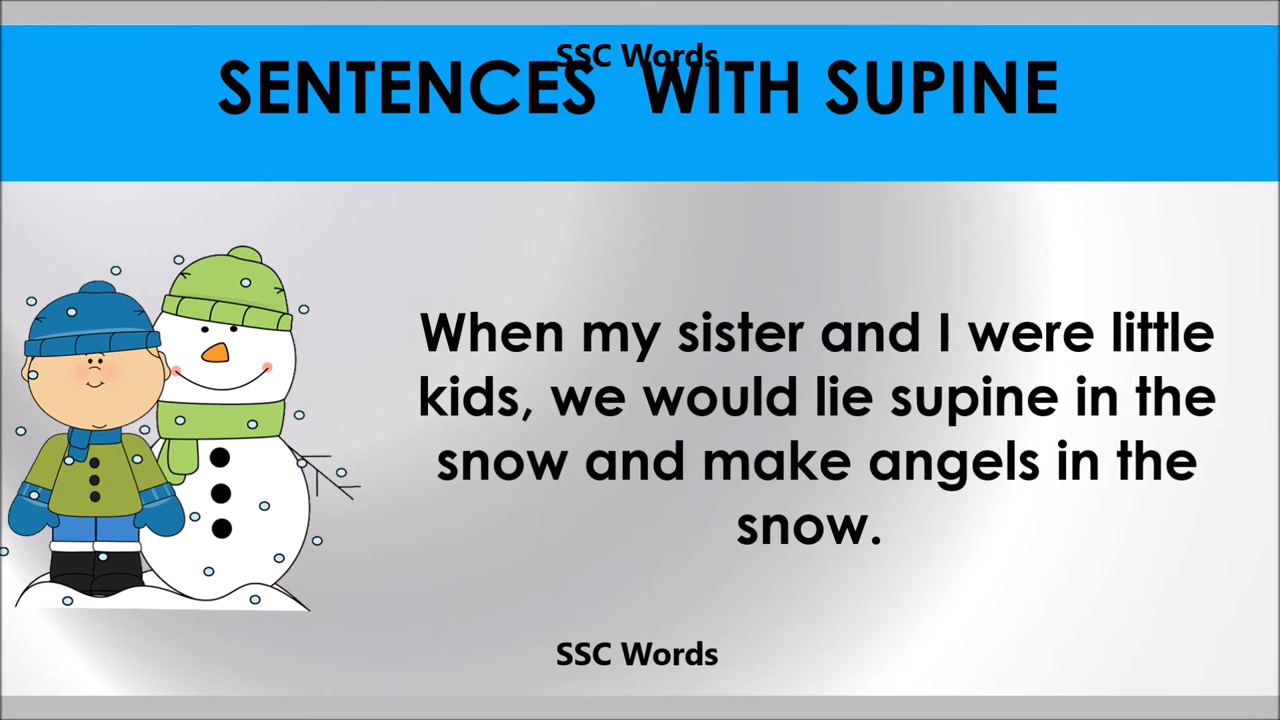 SSC Words
SENTENCES WITH SUPINE
When my sister and I were little
kids, we would lie supine in the
snow and make angels in the
snow.
SSC Words